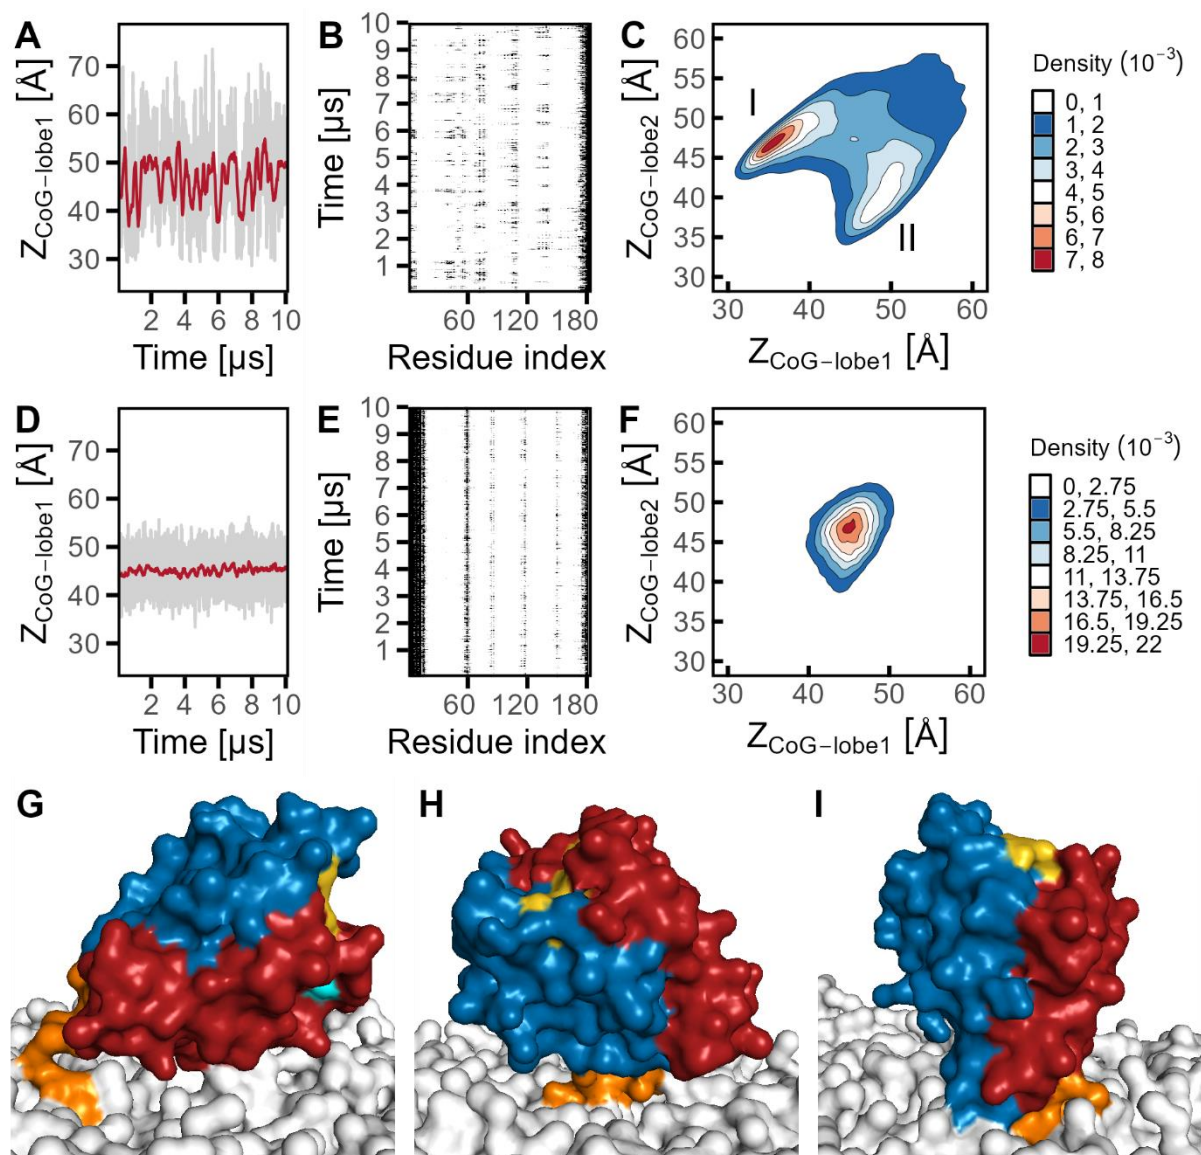 A
Z CoG−lobe1 [Å]
70
60
50
40
30
2 4 6 8 10
Time [µs]
B
Time [µs]
10
9
8
7
6
5
4
3
2
1
60 120 180
Residue index
C
Z CoG−lobe2 [Å]
60
55
50
45
40
35
30
I
II
30 40 50 60
Z CoG−lobe1 [Å]
Density (10⁻³)
0, 1
1, 2
2, 3
3, 4
4, 5
5, 6
6, 7
7, 8
D
Z CoG−lobe1 [Å]
70
60
50
40
30
2 4 6 8 10
Time [µs]
E
Time [µs]
10
9
8
7
6
5
4
3
2
1
60 120 180
Residue index
F
Z CoG−lobe2 [Å]
60
55
50
45
40
35
30
30 40 50 60
Z CoG−lobe1 [Å]
Density (10⁻³)
0, 2.75
2.75, 5.5
5.5, 8.25
8.25, 11
11, 13.75
13.75, 16.5
16.5, 19.25
19.25, 22
G
H
I